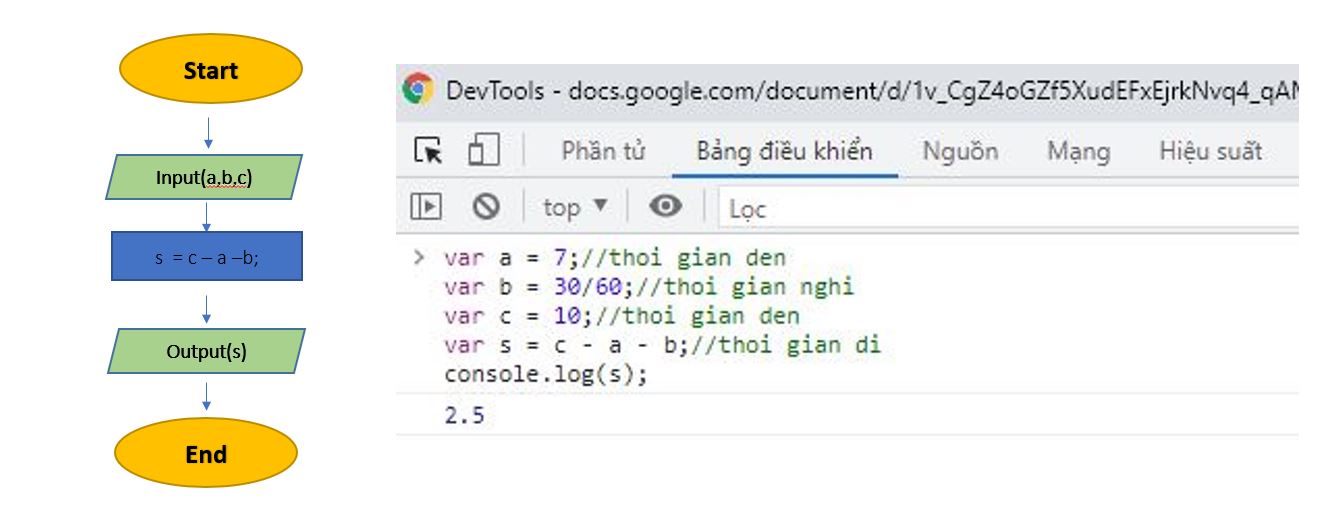 Start
Input(a,b,c)
s = c – a –b;
Output(s)
End
DevTools - docs.google.com/document/d/1v_CgZ4oGZf5XudEFxEjrkNvq4_qAN
Phần tử Bảng điều khiển Nguồn Mạng Hiệu suất
top ▼ Lọc
> var a = 7;//thoi gian den
var b = 30/60;//thoi gian nghi
var c = 10;//thoi gian den
var s = c - a - b;//thoi gian di
console.log(s);
2.5